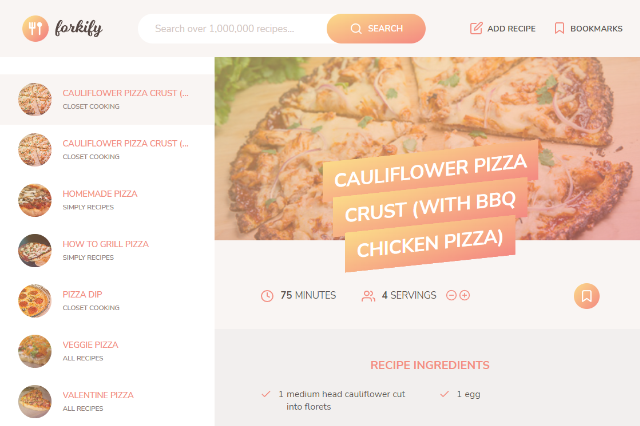 forkify
Search over 1.000.000 recipes...
SEARCH
ADD RECIPE
BOOKMARKS
CAULIFLOWER PIZZA CRUST (...
CLOSET COOKING
CAULIFLOWER PIZZA CRUST (...
CLOSET COOKING
HOMEMADE PIZZA
SIMPLY RECIPES
HOW TO GRILL PIZZA
SIMPLY RECIPES
PIZZA DIP
CLOSET COOKING
VEGGIE PIZZA
ALL RECIPES
VALENTINE PIZZA
ALL RECIPES
CAULIFLOWER PIZZA
CRUST (WITH BBQ
CHICKEN PIZZA)
75 MINUTES
4 SERVINGS
RECIPE INGREDIENTS
1 medium head cauliflower cut
into florets
1 egg